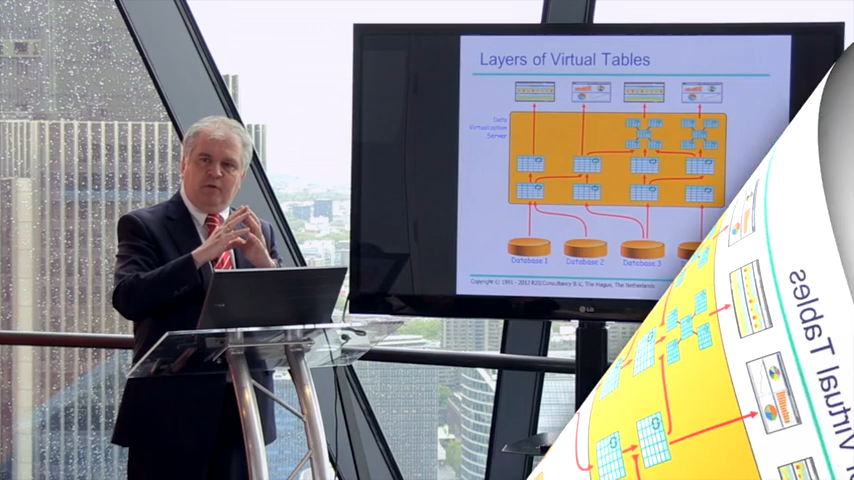 Layers of Virtual Tables
Data
Virtualization
Server
Database 1
Database 2
Database 3
Copyright © 1991 - 2012 R20/Consultancy B.V., The Hague, The Netherlands
LG
Virtual Tables